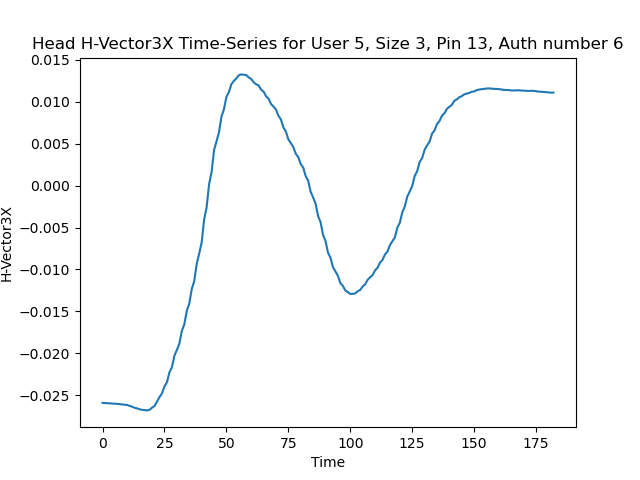 Head H-Vector3X Time-Series for User 5, Size 3, Pin 13, Auth number 6
0.015
0.010
0.005
0.000
−0.005
−0.010
−0.015
−0.020
−0.025
H-Vector3X
0 25 50 75 100 125 150 175
Time